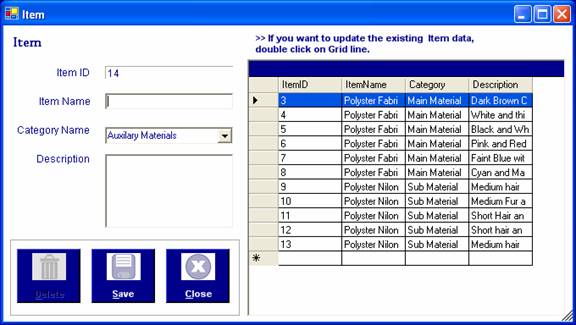 Item
Item
>> If you want to update the existing Item data,
double click on Grid line.
Item ID 14
Item Name
Category Name Auxilary Materials
Description
Delete Save Close
ItemID ItemName Category Description
3 Polyster Fabri Main Material Dark Brown C
4 Polyster Fabri Main Material White and thi
5 Polyster Fabri Main Material Black and Wh
6 Polyster Fabri Main Material Pink and Red
7 Polyster Fabri Main Material Faint Blue wit
8 Polyster Fabri Main Material Cyan and Ma
9 Polyster Nilon Sub Material Medium hair
10 Polyster Nilon Sub Material Medium Fur a
11 Polyster Nilon Sub Material Short Hair an
12 Polyster Nilon Sub Material Short hair an
13 Polyster Nilon Sub Material Medium hair